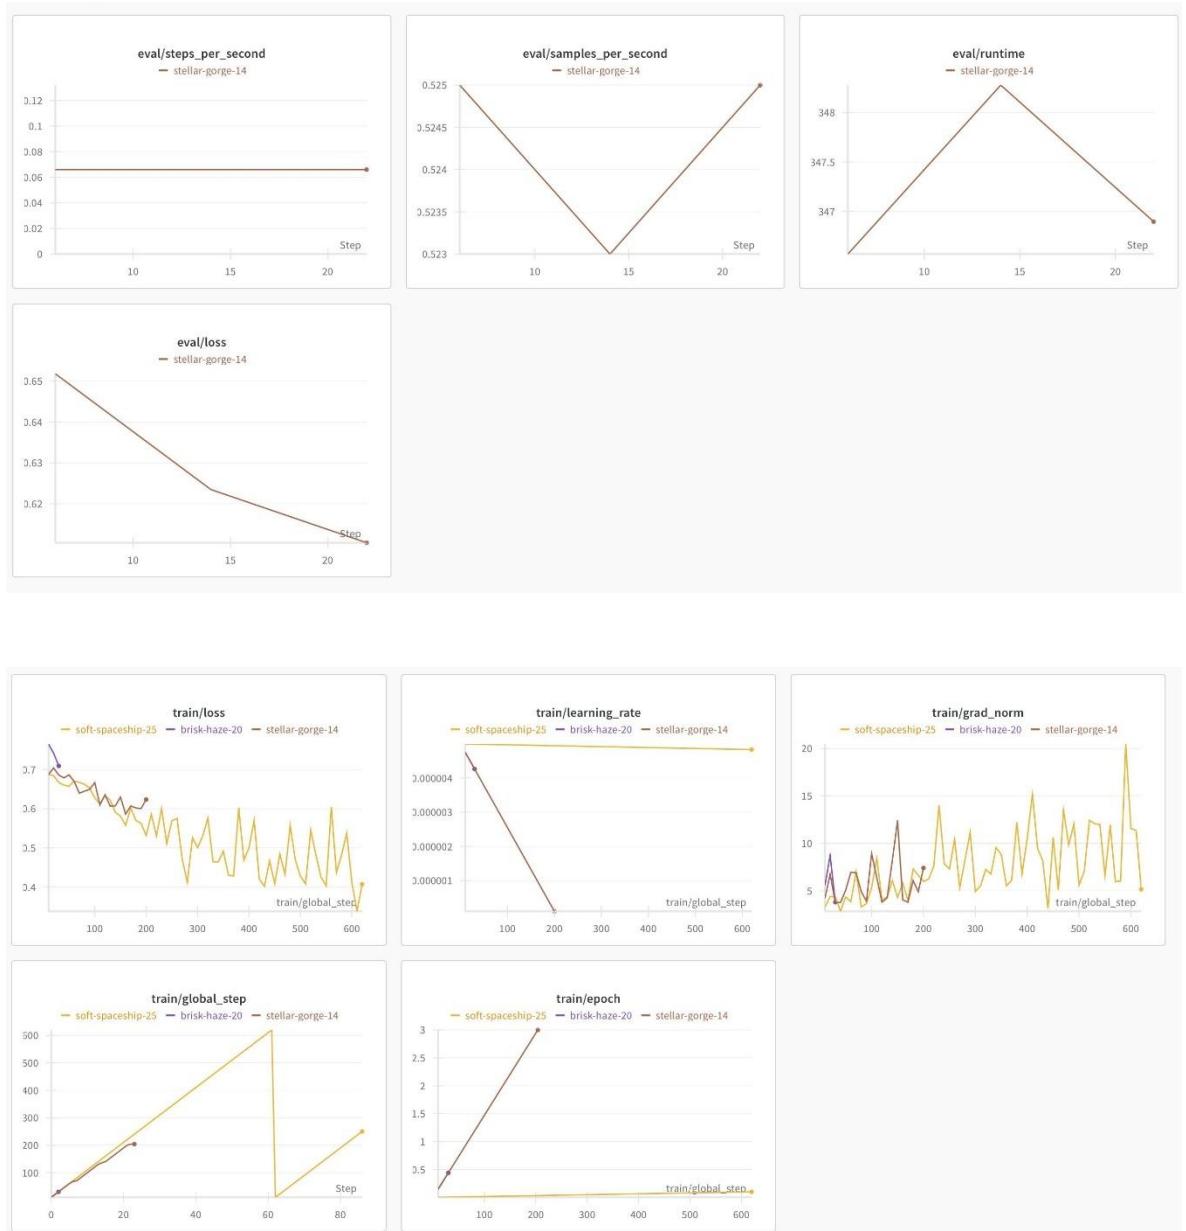 eval/steps_per_second
stellar-gorge-14
0.12
0.1
0.08
0.06
0.04
0.02
0
Step
10 15 20
eval/samples_per_second
stellar-gorge-14
0.525
0.5245
0.524
0.5235
0.523
Step
10 15 20
eval/runtime
stellar-gorge-14
348
347.5
347
Step
10 15 20
eval/loss
stellar-gorge-14
0.65
0.64
0.63
0.62
Step
10 15 20
train/loss
soft-spaceship-25 brisk-haze-20 stellar-gorge-14
0.7
0.6
0.5
0.4
train/global_step
100 200 300 400 500 600
train/learning_rate
soft-spaceship-25 brisk-haze-20 stellar-gorge-14
0.000004
0.000003
0.000002
0.000001
train/global_step
100 200 300 400 500 600
train/grad_norm
soft-spaceship-25 brisk-haze-20 stellar-gorge-14
20
15
10
5
train/global_step
100 200 300 400 500 600
train/global_step
soft-spaceship-25 brisk-haze-20 stellar-gorge-14
600
500
400
300
200
100
Step
0 20 40 60 80
train/epoch
soft-spaceship-25 brisk-haze-20 stellar-gorge-14
3
2.5
2
1.5
1
0.5
train/global_step
100 200 300 400 500 600